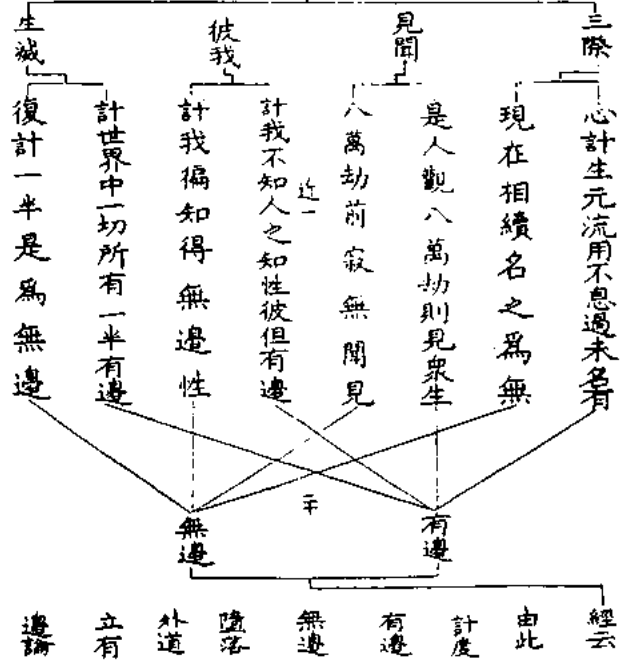 三際
見聞
彼我
生滅
心計生元流用不息過未名有
現在相續名之為無
是人觀八萬劫則見衆生
八萬劫前寂無聞見
近一
計我不知人之知性彼但有邊
計我徧知得無邊性
計世界中一切所有一半有邊
復計一半是為無邊
有邊
無邊
經云
由此
計度
有邊
無邊
墮落
外道
立有
邊論